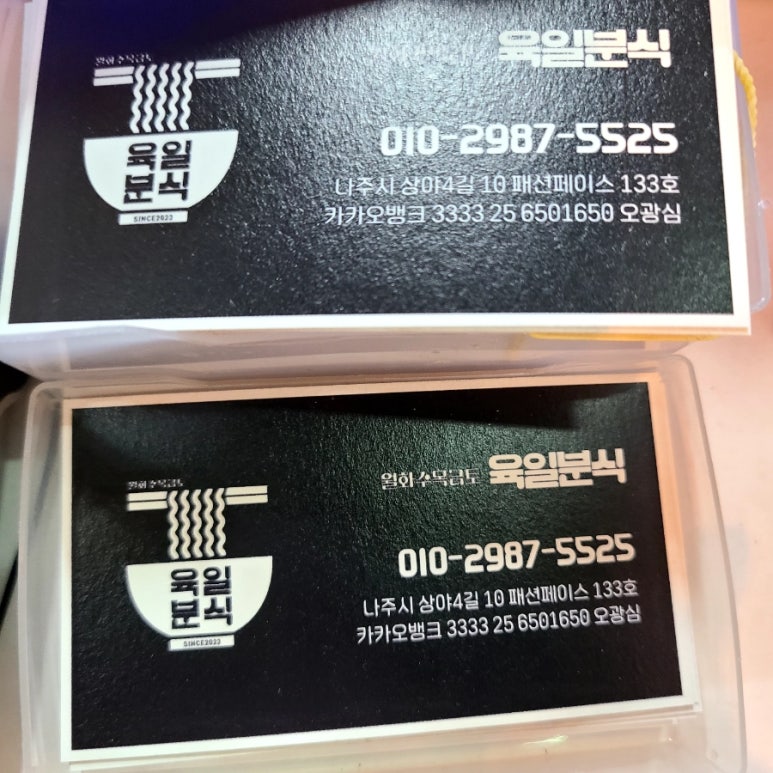 육일분식
010-2987-5525
나주시 상야4길 10 패션페이스 133호
카카오뱅크 3333 25 6501650 오광심
월화수목금토
육일
분식
SINCE2023
월화수목금토 육일분식
010-2987-5525
나주시 상야4길 10 패션페이스 133호
카카오뱅크 3333 25 6501650 오광심
월화수목금토
육일
분식
SINCE2023